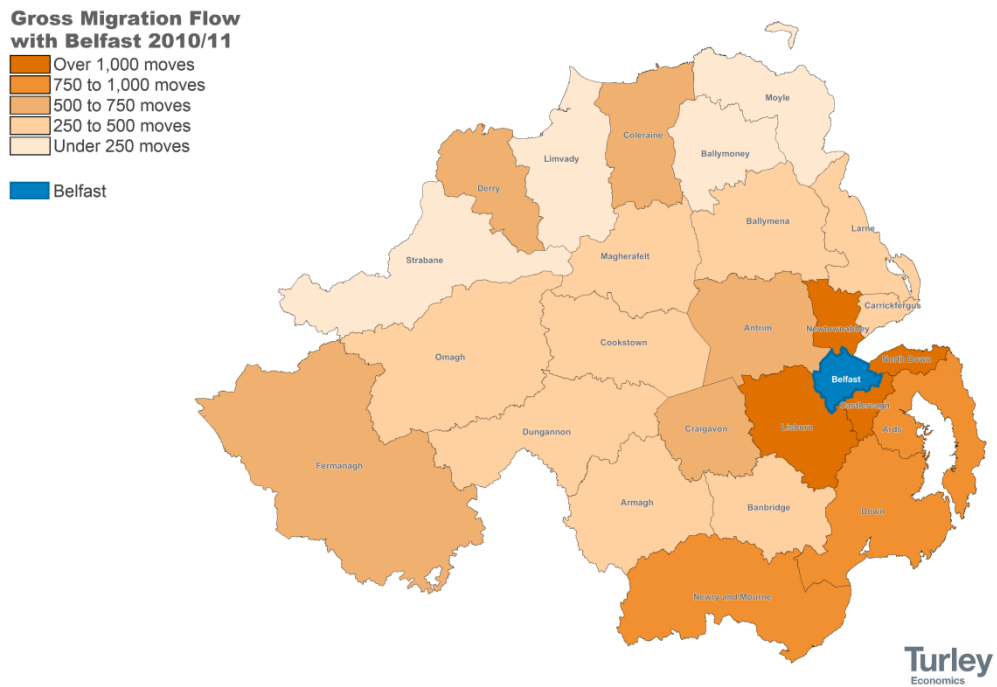 Gross Migration Flow
with Belfast 2010/11
Over 1,000 moves
750 to 1,000 moves
500 to 750 moves
250 to 500 moves
Under 250 moves
Belfast
Moyle
Coleraine
Limvady
Ballymoney
Derry
Ballymena
Larne
Strabane
Magherafelt
Carrickfergus
Antrim
Newtownabbey
Cookstown
Omagh
North Down
Belfast
Castlereagh
Lisburn
Ards
Craigavon
Dungannon
Fermanagh
Armagh
Banbridge
Down
Newry and Mourne
Turley
Economics